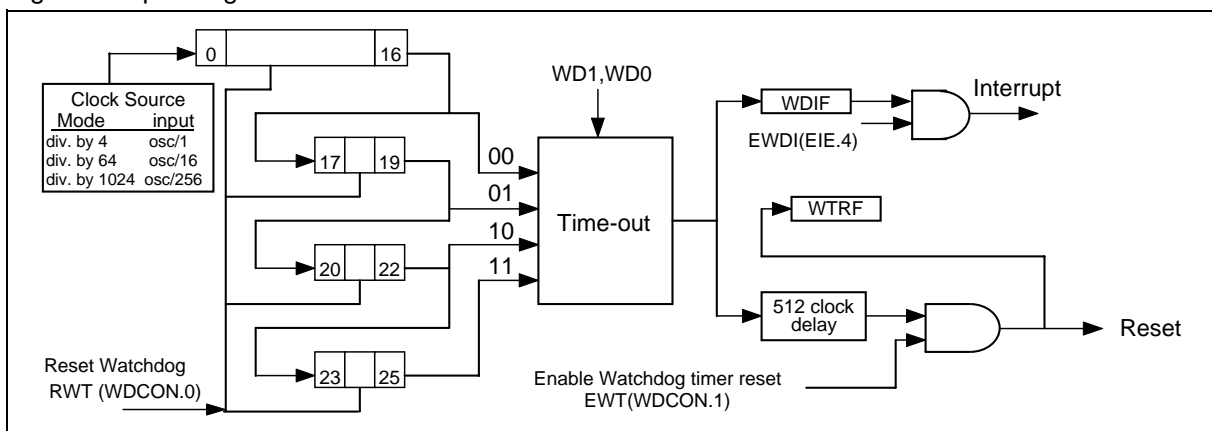 0 16
Clock Source
Mode input
div. by 4 osc/1
div. by 64 osc/16
div. by 1024 osc/256
17 19
20 22
23 25
Reset Watchdog
RWT (WDCON.0)
WD1,WD0
00
01
10
11
Time-out
WDIF
EWDI(EIE.4)
Interrupt
WTRF
512 clock
delay
Enable Watchdog timer reset
EWT(WDCON.1)
Reset